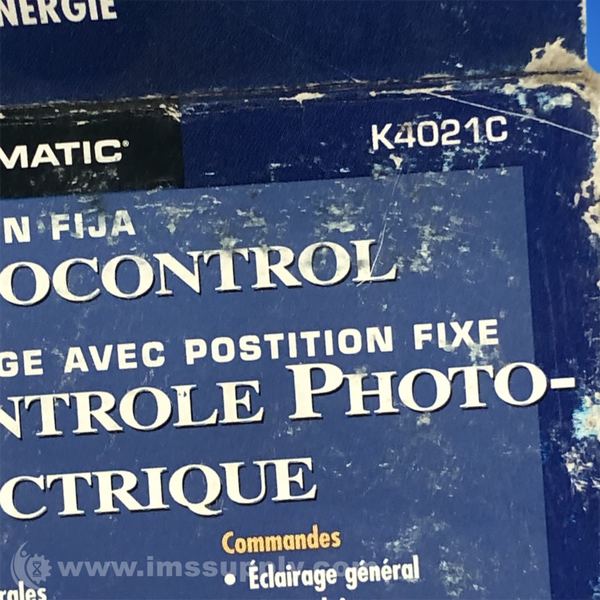 NERGIE
MATIC®
K4021C
N FIJA
OCONTROL
GE AVEC POSTITION FIXE
NTROLE PHOTO-
CTRIQUE
Commandes
• Éclairage général
rales
www.imssupply.com